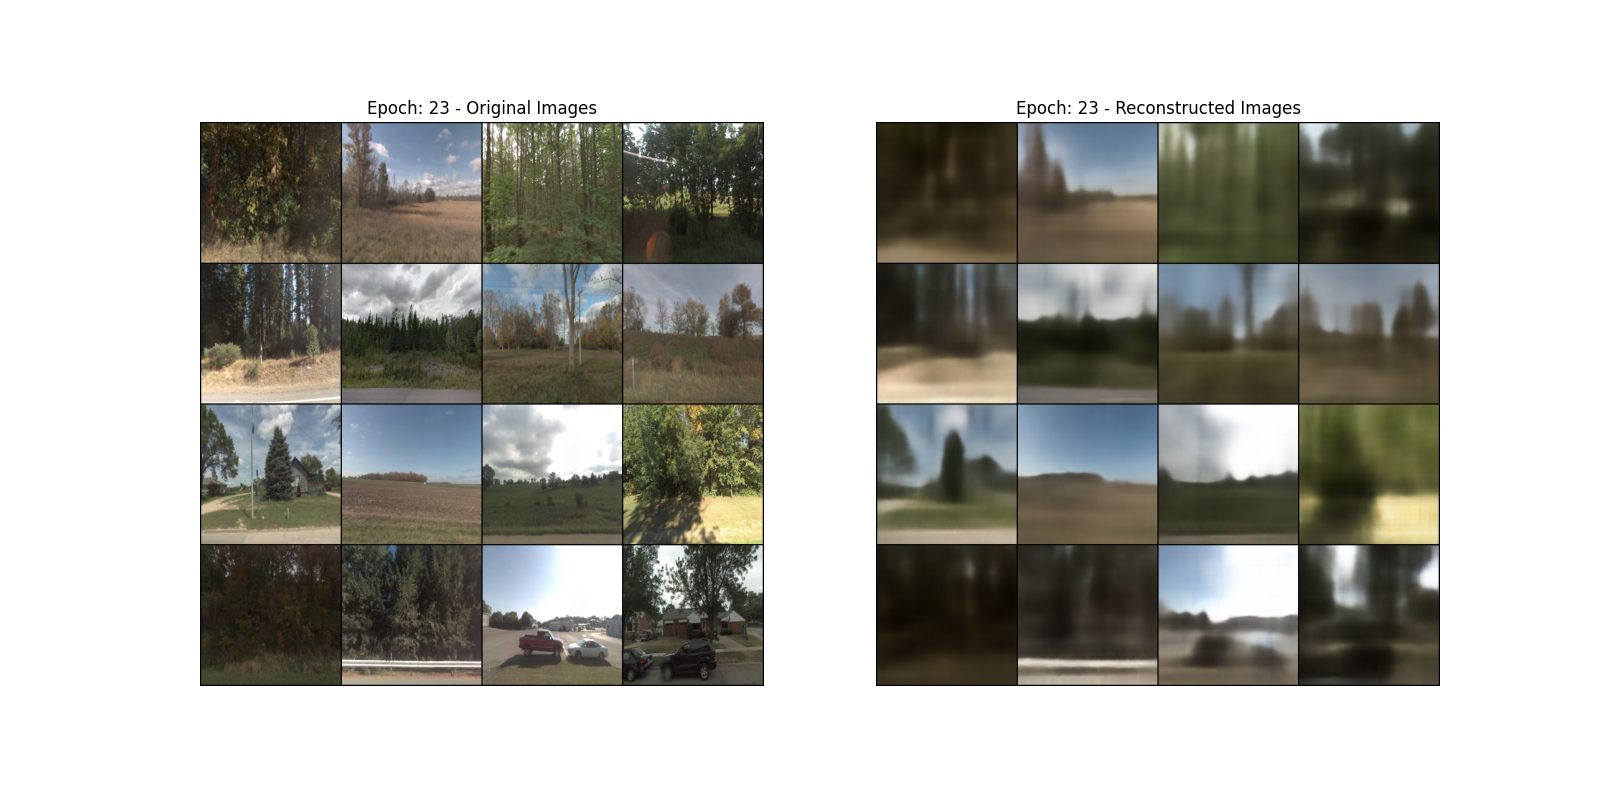 Epoch: 23 - Original Images
Epoch: 23 - Reconstructed Images